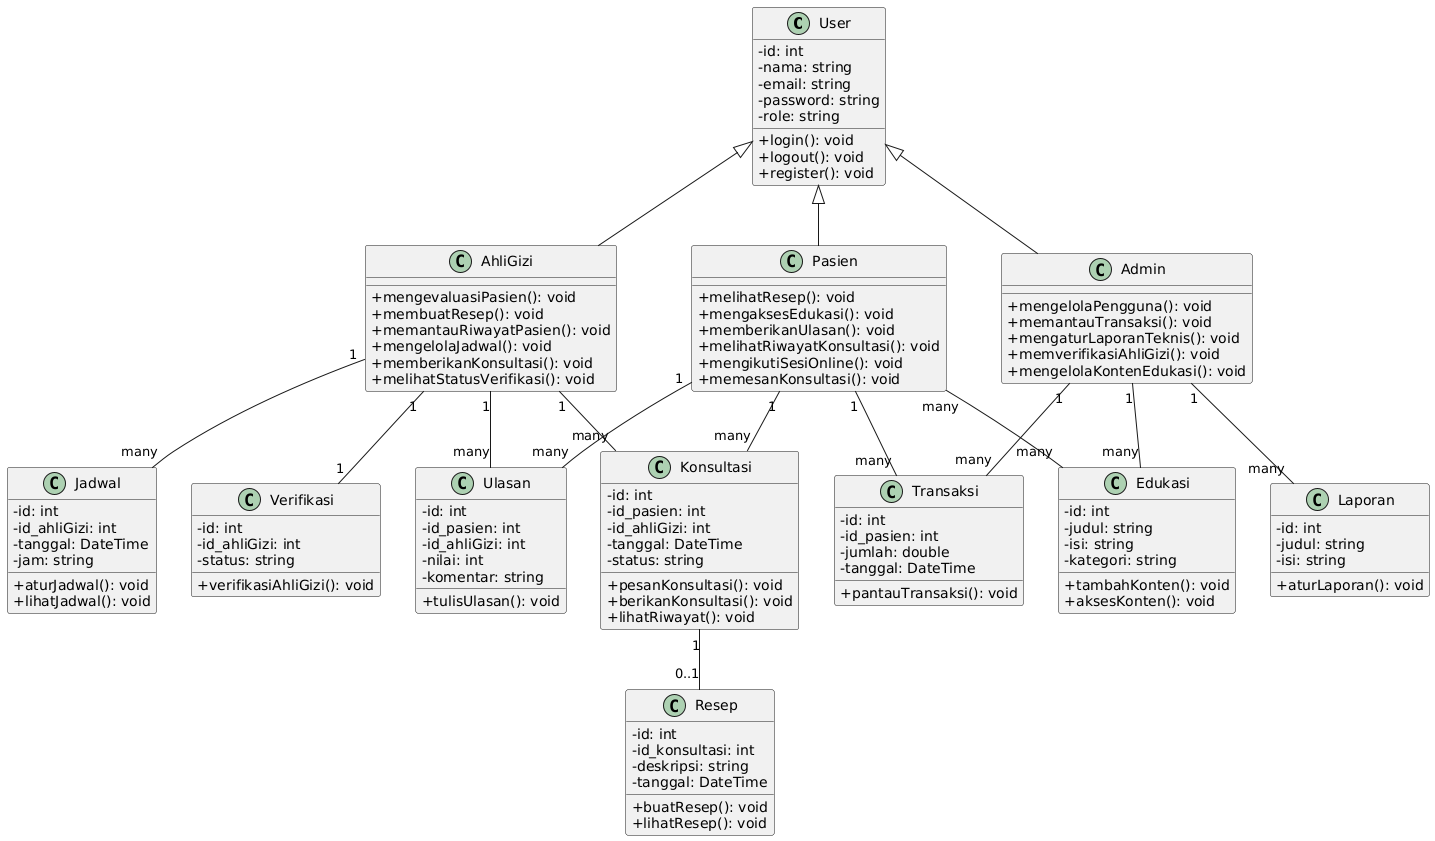 C User
-id: int
-nama: string
-email: string
-password: string
-role: string
+login(): void
+logout(): void
+register(): void
C AhliGizi
+mengevaluasiPasien(): void
+membuatResep(): void
+memantauRiwayatPasien(): void
+mengelolaJadwal(): void
+memberikanKonsultasi(): void
+melihatStatusVerifikasi(): void
C Pasien
+melihatResep(): void
+mengaksesEdukasi(): void
+memberikanUlasan(): void
+melihatRiwayatKonsultasi(): void
+mengikutiSesiOnline(): void
+memesanKonsultasi(): void
C Admin
+mengelolaPengguna(): void
+memantauTransaksi(): void
+mengaturLaporanTeknis(): void
+memverifikasiAhliGizi(): void
+mengelolaKontenEdukasi(): void
1
1
1
1
1
1
1
many
1
1
1
many
1
many
many
many
many
many
many
many
many
many
many
C Jadwal
-id: int
-id_ahliGizi: int
-tanggal: DateTime
-jam: string
+aturJadwal(): void
+lihatJadwal(): void
C Verifikasi
-id: int
-id_ahliGizi: int
-status: string
+verifikasiAhliGizi(): void
C Ulasan
-id: int
-id_pasien: int
-id_ahliGizi: int
-nilai: int
-komentar: string
+tulisUlasan(): void
C Konsultasi
-id: int
-id_pasien: int
-id_ahliGizi: int
-tanggal: DateTime
-status: string
+pesanKonsultasi(): void
+berikanKonsultasi(): void
+lihatRiwayat(): void
C Transaksi
-id: int
-id_pasien: int
-jumlah: double
-tanggal: DateTime
+pantauTransaksi(): void
C Edukasi
-id: int
-judul: string
-isi: string
-kategori: string
+tambahKonten(): void
+aksesKonten(): void
C Laporan
-id: int
-judul: string
-isi: string
+aturLaporan(): void
1
0..1
C Resep
-id: int
-id_konsultasi: int
-deskripsi: string
-tanggal: DateTime
+buatResep(): void
+lihatResep(): void